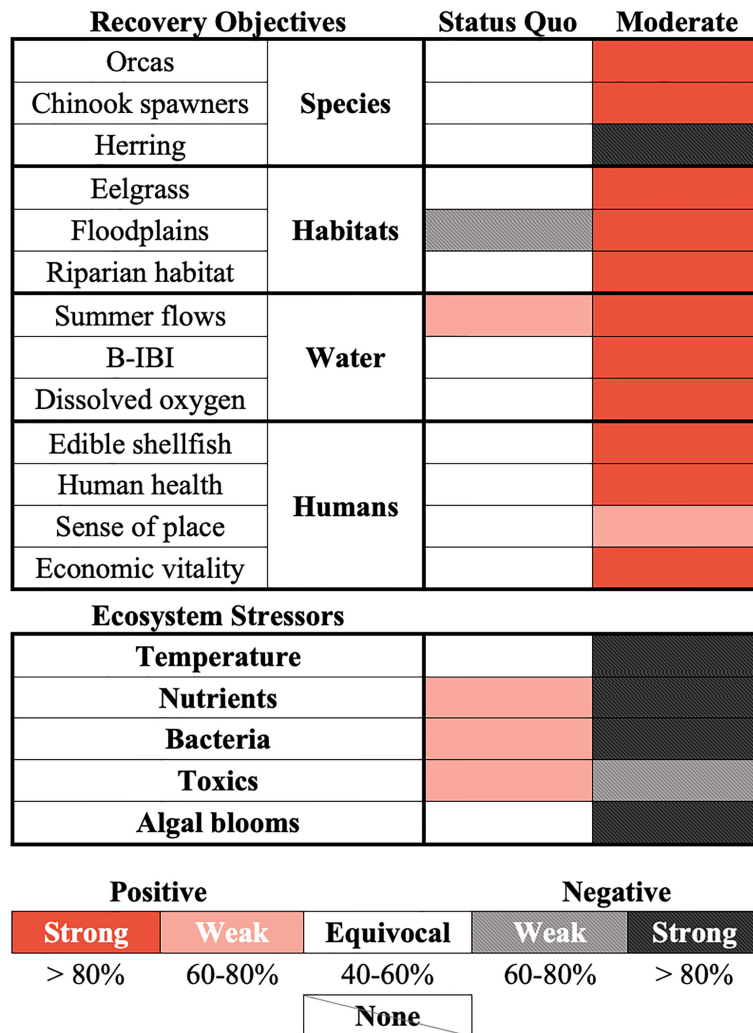 Recovery Objectives Status Quo Moderate
Orcas
Chinook spawners Species
Herring
Eelgrass
Floodplains Habitats
Riparian habitat
Summer flows
B-IBI Water
Dissolved oxygen
Edible shellfish
Human health
Humans
Sense of place
Economic vitality
Ecosystem Stressors
Temperature
Nutrients
Bacteria
Toxics
Algal blooms
Positive Negative
Strong Weak Equivocal Weak Strong
> 80% 60-80% 40-60% 60-80% > 80%
None